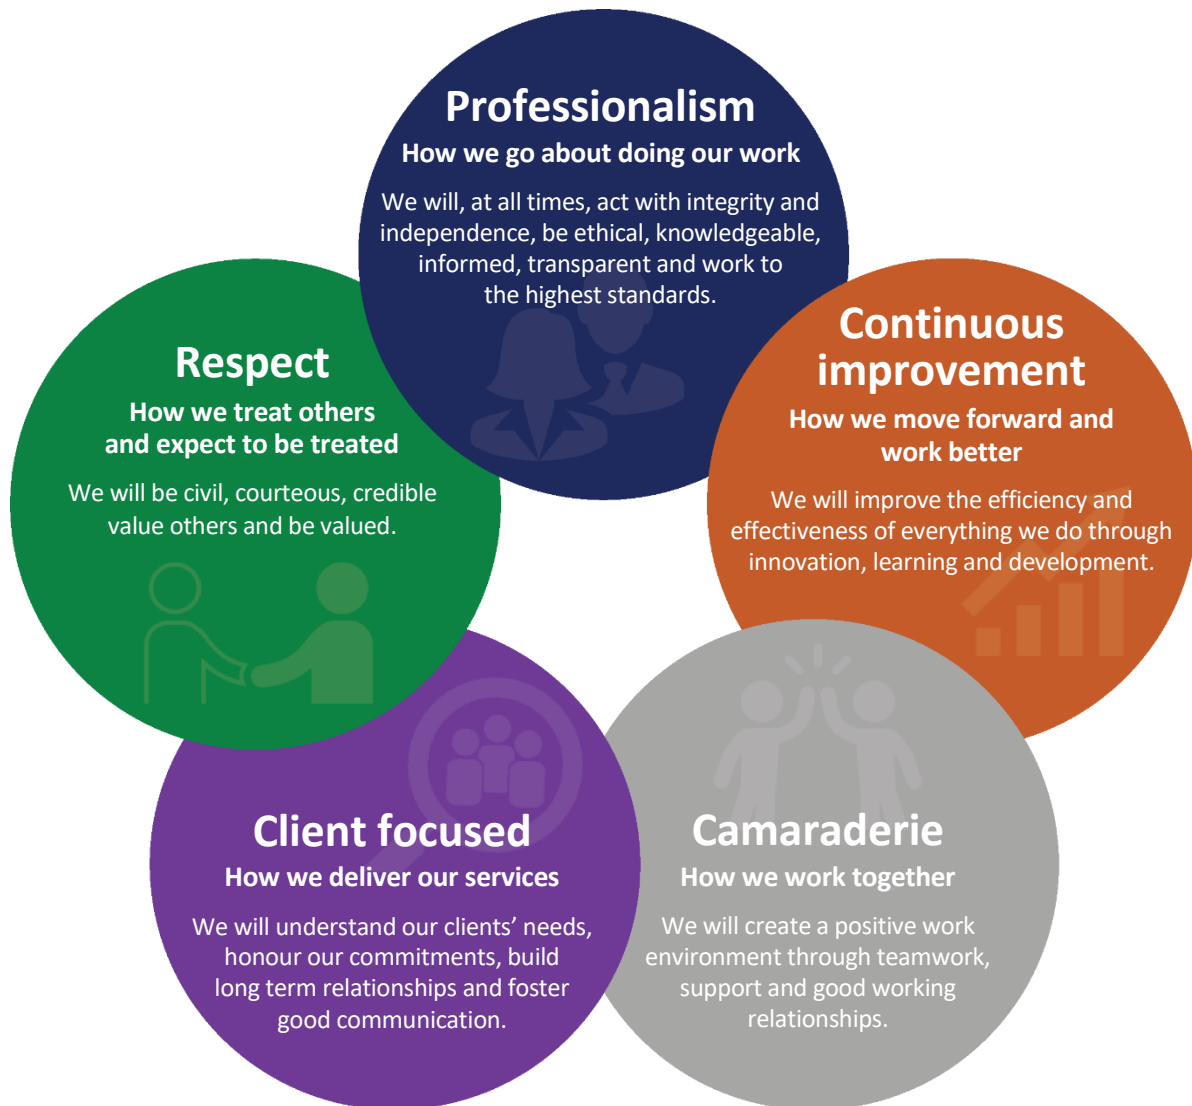 Professionalism
How we go about doing our work
We will, at all times, act with integrity and
independence, be ethical, knowledgeable,
informed, transparent and work to
the highest standards.
Respect
How we treat others
and expect to be treated
We will be civil, courteous, credible
value others and be valued.
Continuous
improvement
How we move forward and
work better
We will improve the efficiency and
effectiveness of everything we do through
innovation, learning and development.
Client focused
How we deliver our services
We will understand our clients’ needs,
honour our commitments, build
long term relationships and foster
good communication.
Camaraderie
How we work together
We will create a positive work
environment through teamwork,
support and good working
relationships.